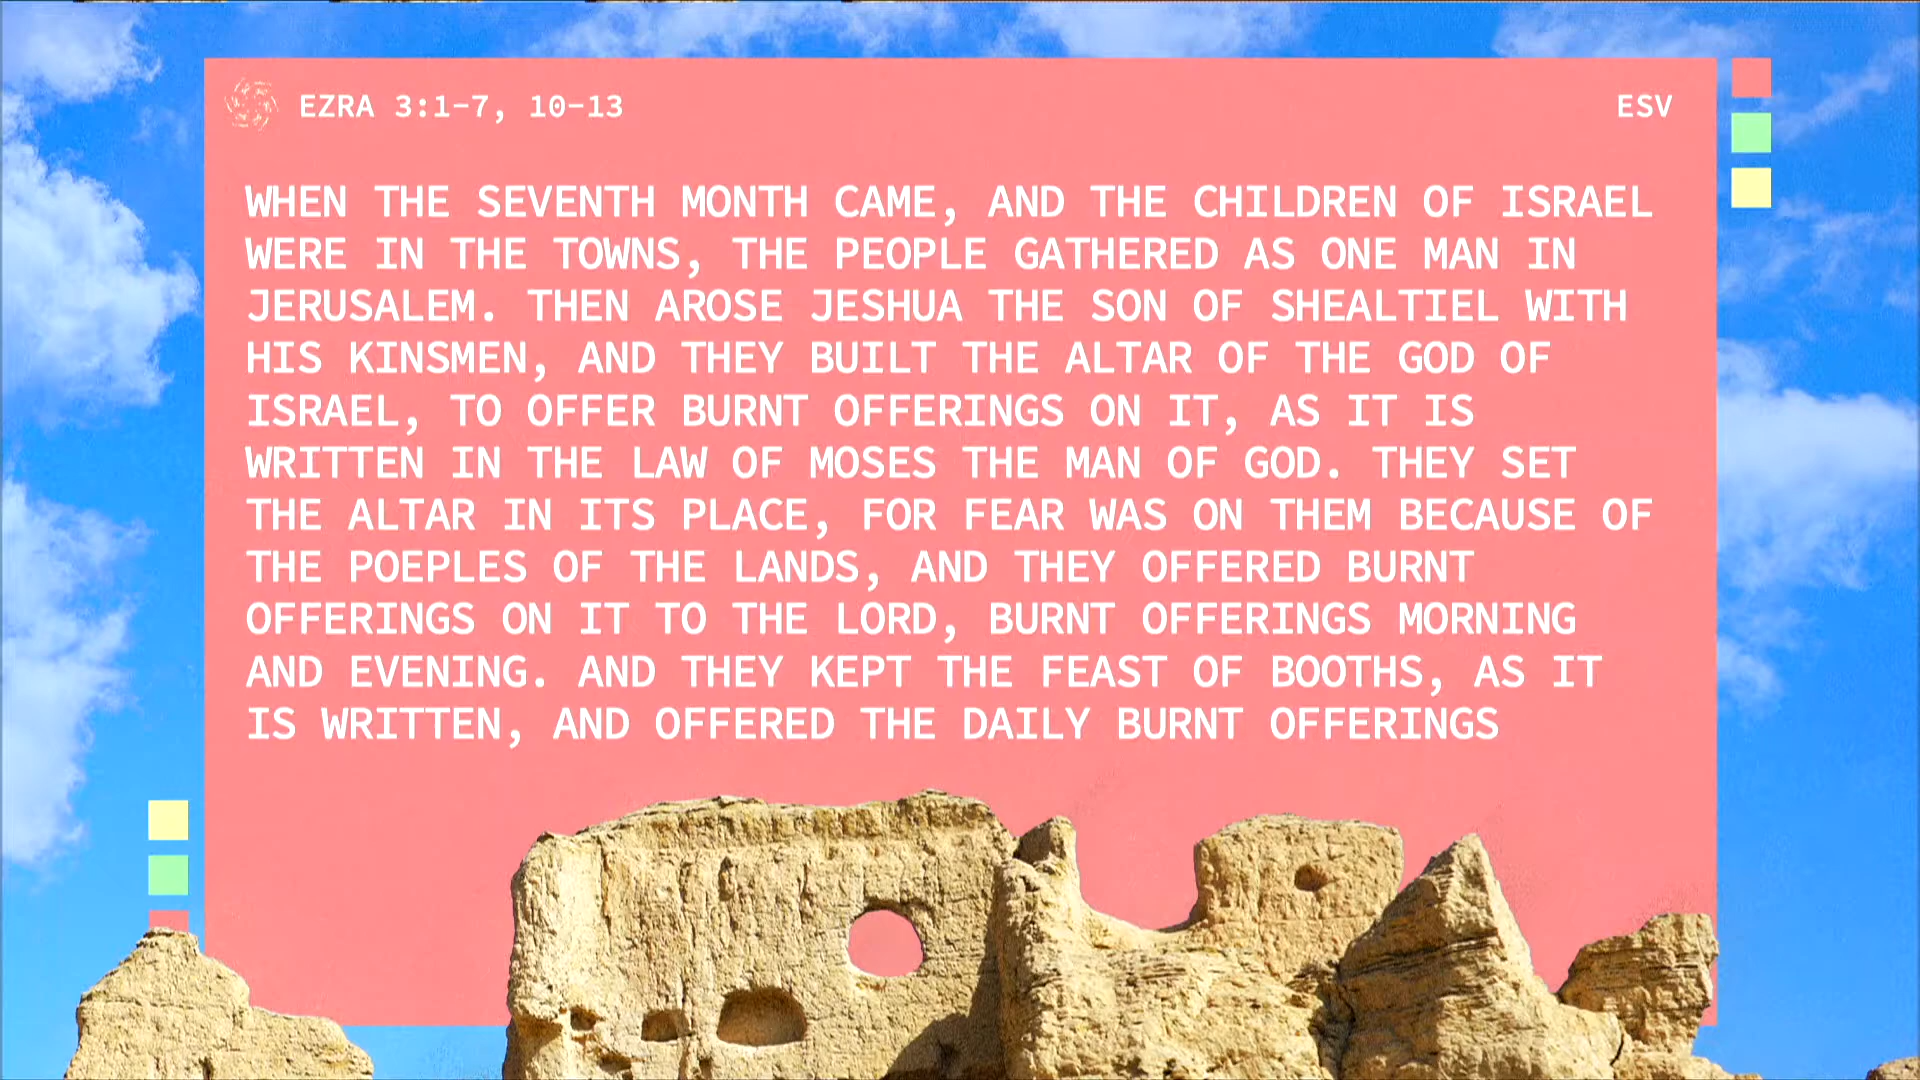 EZRA 3:1-7, 10-13
ESV
WHEN THE SEVENTH MONTH CAME, AND THE CHILDREN OF ISRAEL
WERE IN THE TOWNS, THE PEOPLE GATHERED AS ONE MAN IN
JERUSALEM. THEN AROSE JESHUA THE SON OF SHEALTIEL WITH
HIS KINSMEN, AND THEY BUILT THE ALTAR OF THE GOD OF
ISRAEL, TO OFFER BURNT OFFERINGS ON IT, AS IT IS
WRITTEN IN THE LAW OF MOSES THE MAN OF GOD. THEY SET
THE ALTAR IN ITS PLACE, FOR FEAR WAS ON THEM BECAUSE OF
THE POEPLES OF THE LANDS, AND THEY OFFERED BURNT
OFFERINGS ON IT TO THE LORD, BURNT OFFERINGS MORNING
AND EVENING. AND THEY KEPT THE FEAST OF BOOTHS, AS IT
IS WRITTEN, AND OFFERED THE DAILY BURNT OFFERINGS